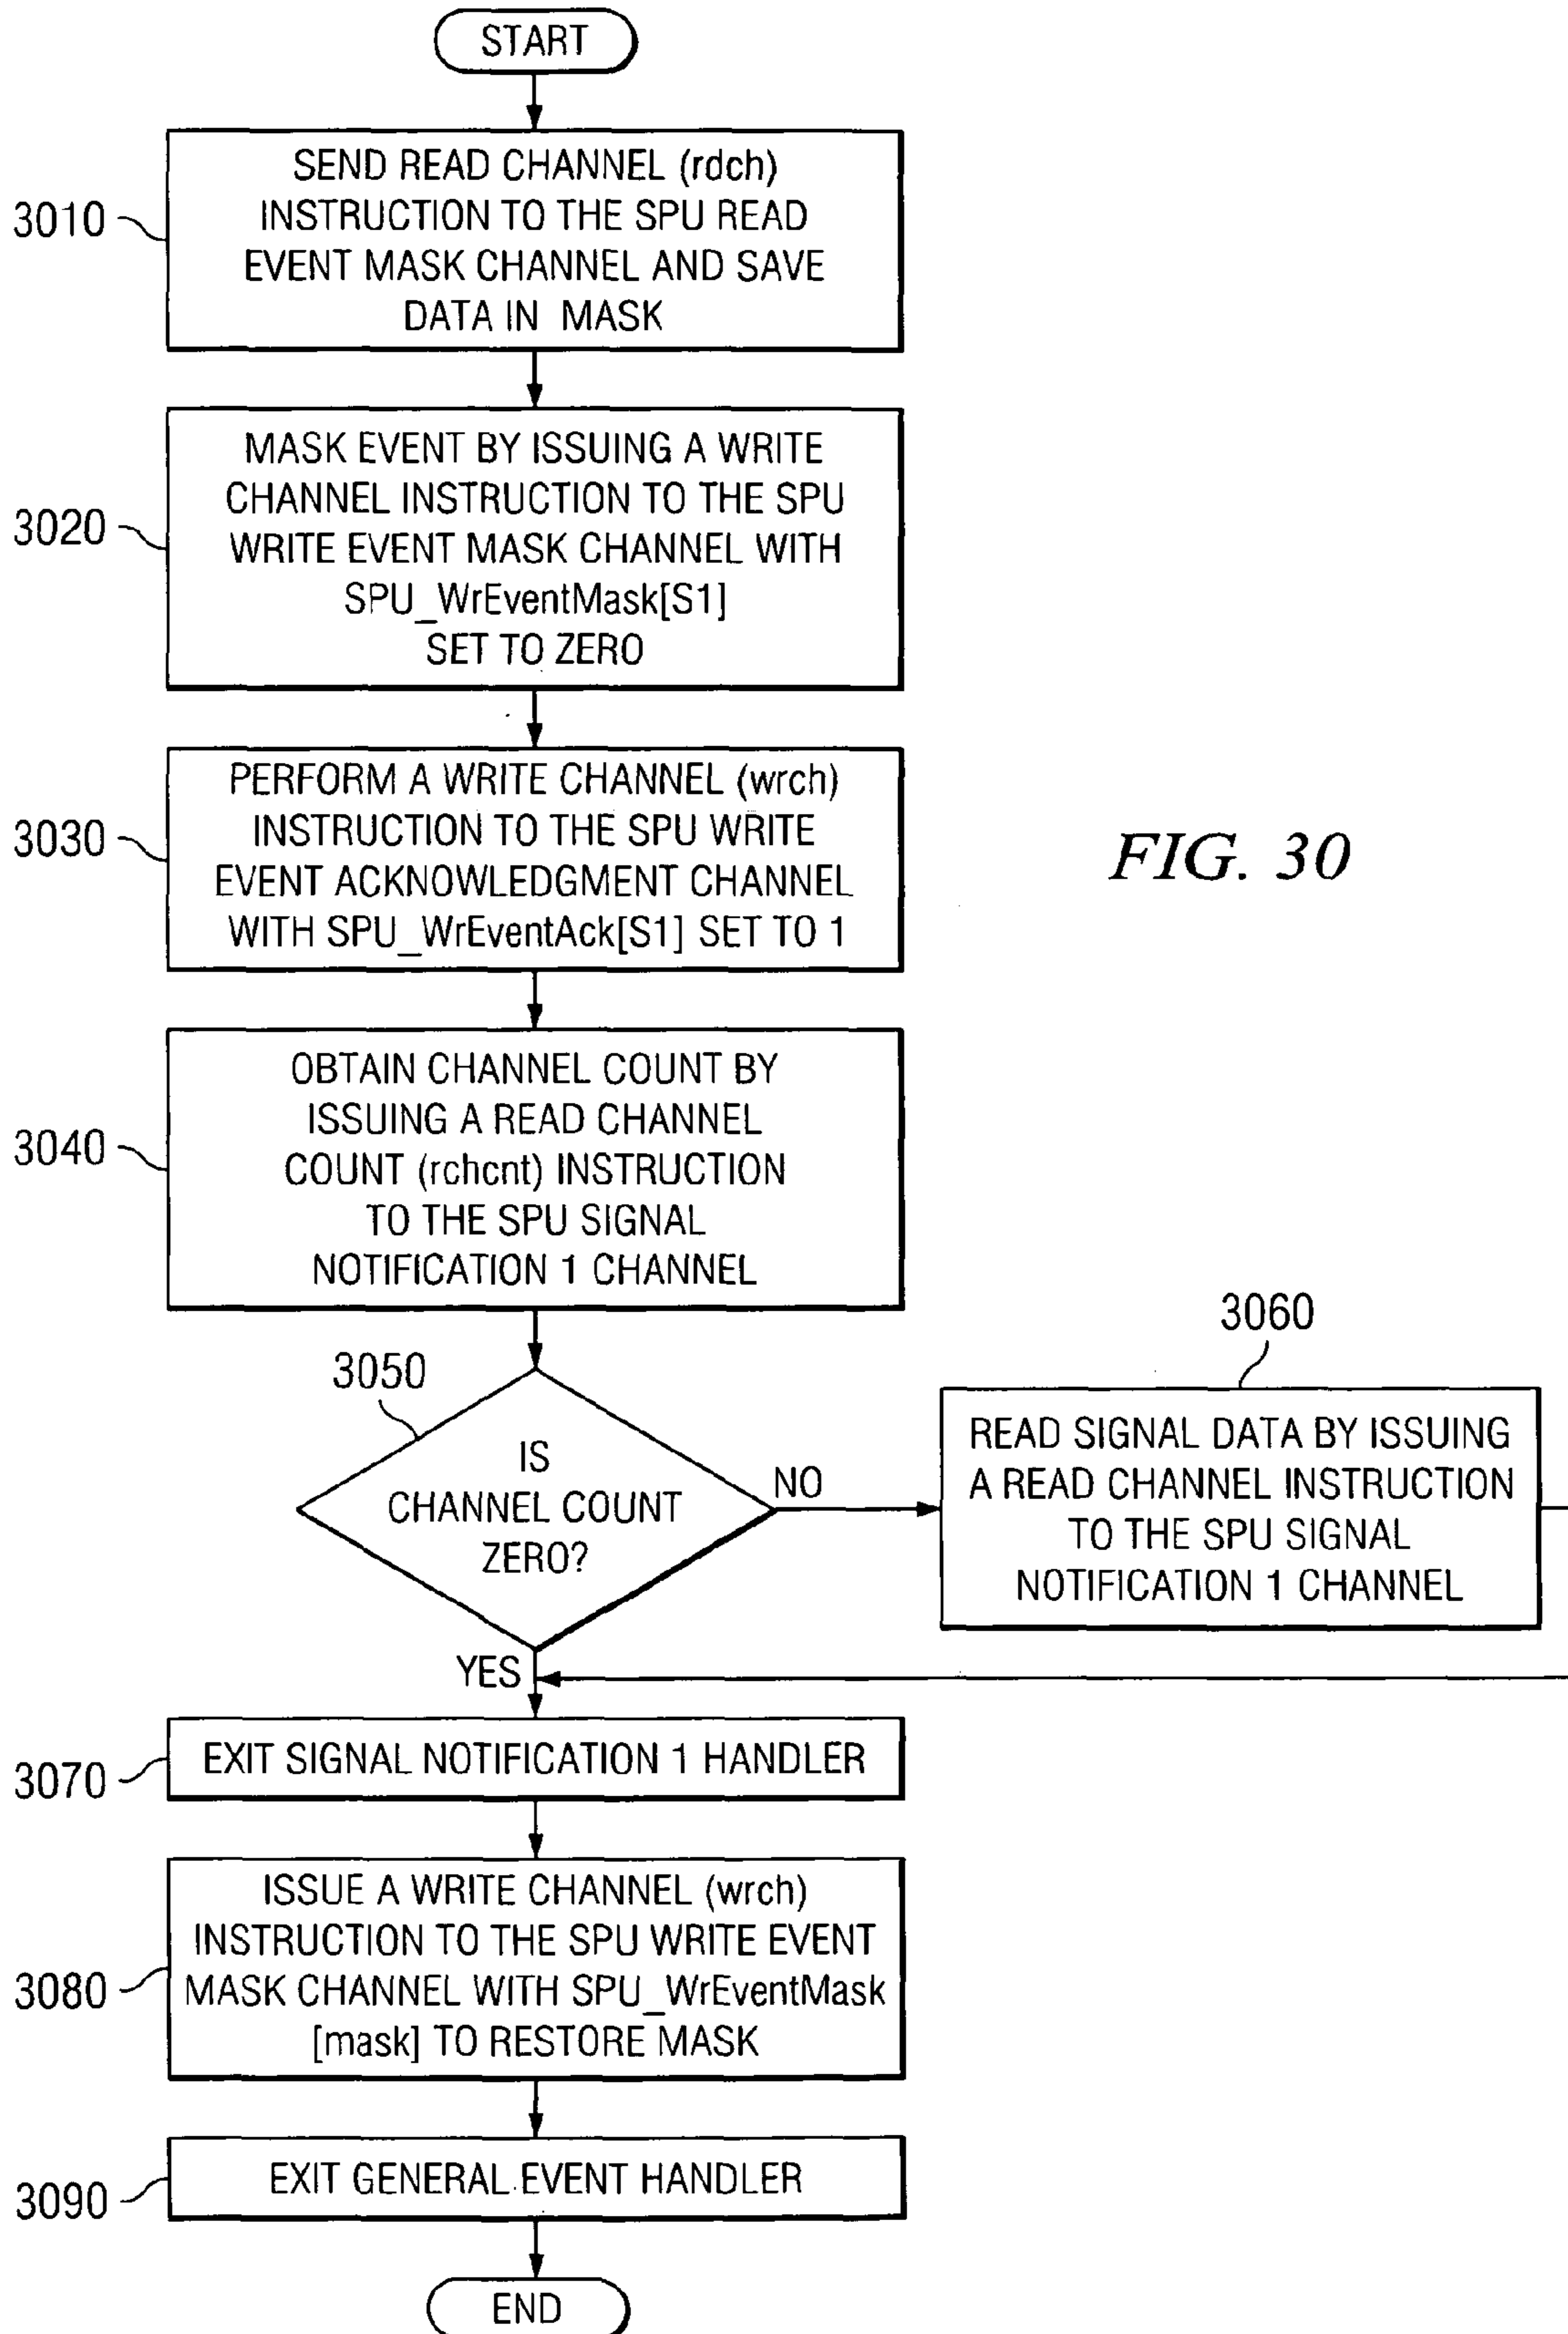 START
SEND READ CHANNEL (rdch)
INSTRUCTION TO THE SPU READ
EVENT MASK CHANNEL AND SAVE
DATA IN MASK
3010
MASK EVENT BY ISSUING A WRITE
CHANNEL INSTRUCTION TO THE SPU
WRITE EVENT MASK CHANNEL WITH
SPU_WrEventMask[S1]
SET TO ZERO
3020
PERFORM A WRITE CHANNEL (wrch)
INSTRUCTION TO THE SPU WRITE
EVENT ACKNOWLEDGMENT CHANNEL
WITH SPU_WrEventAck[S1] SET TO 1
3030
FIG. 30
OBTAIN CHANNEL COUNT BY
ISSUING A READ CHANNEL
COUNT (rchcnt) INSTRUCTION
TO THE SPU SIGNAL
NOTIFICATION 1 CHANNEL
3040
3050
IS
CHANNEL COUNT
ZERO?
NO
3060
READ SIGNAL DATA BY ISSUING
A READ CHANNEL INSTRUCTION
TO THE SPU SIGNAL
NOTIFICATION 1 CHANNEL
YES
EXIT SIGNAL NOTIFICATION 1 HANDLER
3070
ISSUE A WRITE CHANNEL (wrch)
INSTRUCTION TO THE SPU WRITE EVENT
MASK CHANNEL WITH SPU_WrEventMask
[mask] TO RESTORE MASK
3080
EXIT GENERAL EVENT HANDLER
3090
END